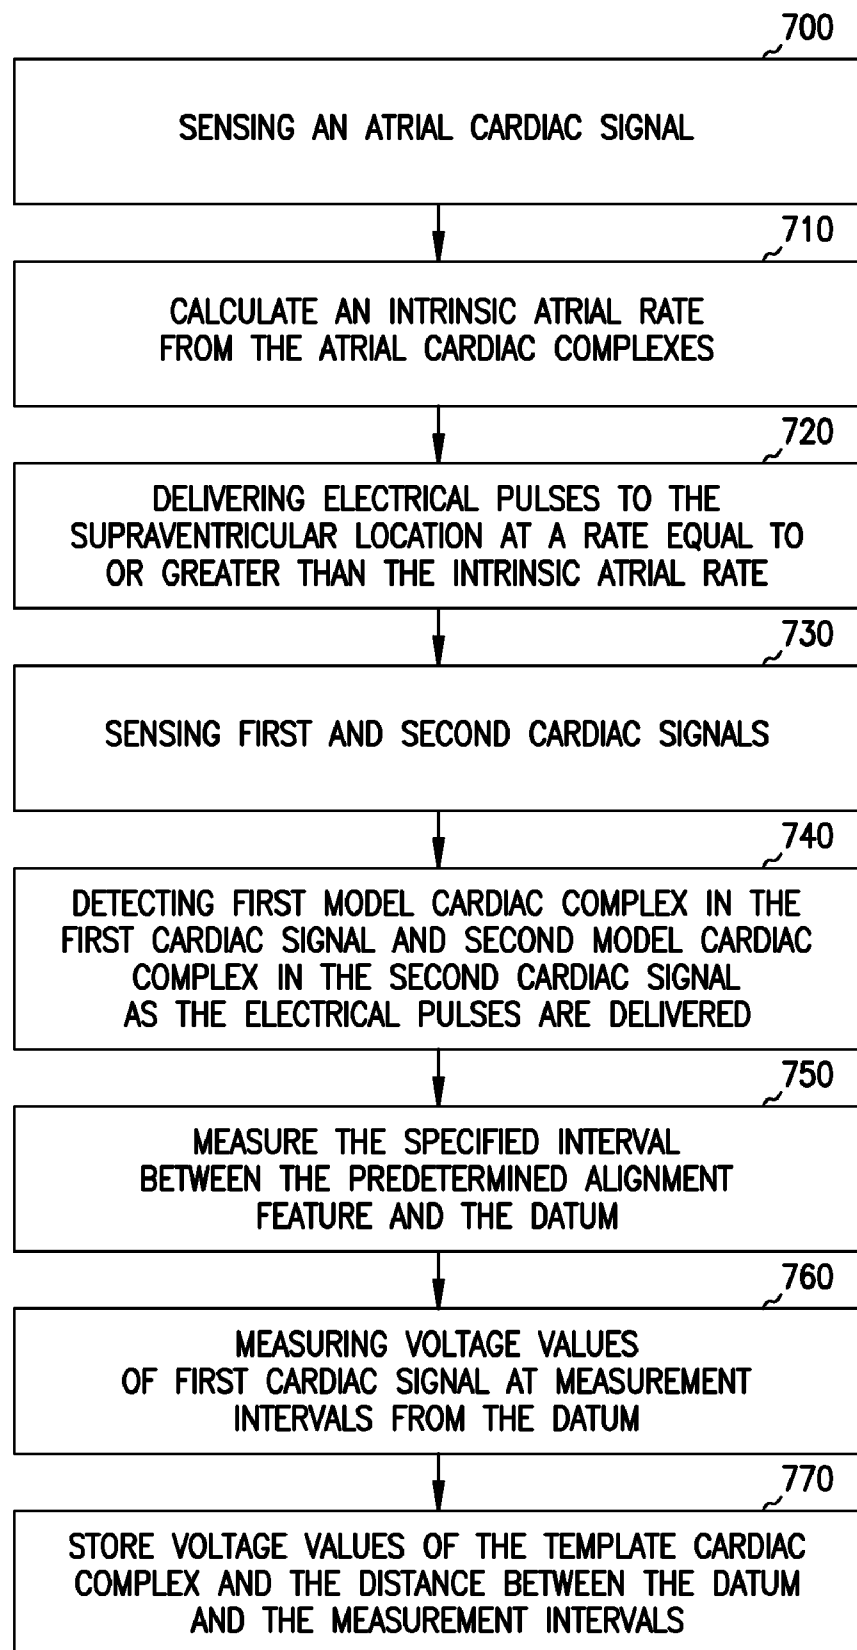 700
SENSING AN ATRIAL CARDIAC SIGNAL
710
CALCULATE AN INTRINSIC ATRIAL RATE
FROM THE ATRIAL CARDIAC COMPLEXES
720
DELIVERING ELECTRICAL PULSES TO THE
SUPRAVENTRICULAR LOCATION AT A RATE EQUAL TO
OR GREATER THAN THE INTRINSIC ATRIAL RATE
730
SENSING FIRST AND SECOND CARDIAC SIGNALS
740
DETECTING FIRST MODEL CARDIAC COMPLEX IN THE
FIRST CARDIAC SIGNAL AND SECOND MODEL CARDIAC
COMPLEX IN THE SECOND CARDIAC SIGNAL
AS THE ELECTRICAL PULSES ARE DELIVERED
750
MEASURE THE SPECIFIED INTERVAL
BETWEEN THE PREDETERMINED ALIGNMENT
FEATURE AND THE DATUM
760
MEASURING VOLTAGE VALUES
OF FIRST CARDIAC SIGNAL AT MEASUREMENT
INTERVALS FROM THE DATUM
770
STORE VOLTAGE VALUES OF THE TEMPLATE CARDIAC
COMPLEX AND THE DISTANCE BETWEEN THE DATUM
AND THE MEASUREMENT INTERVALS